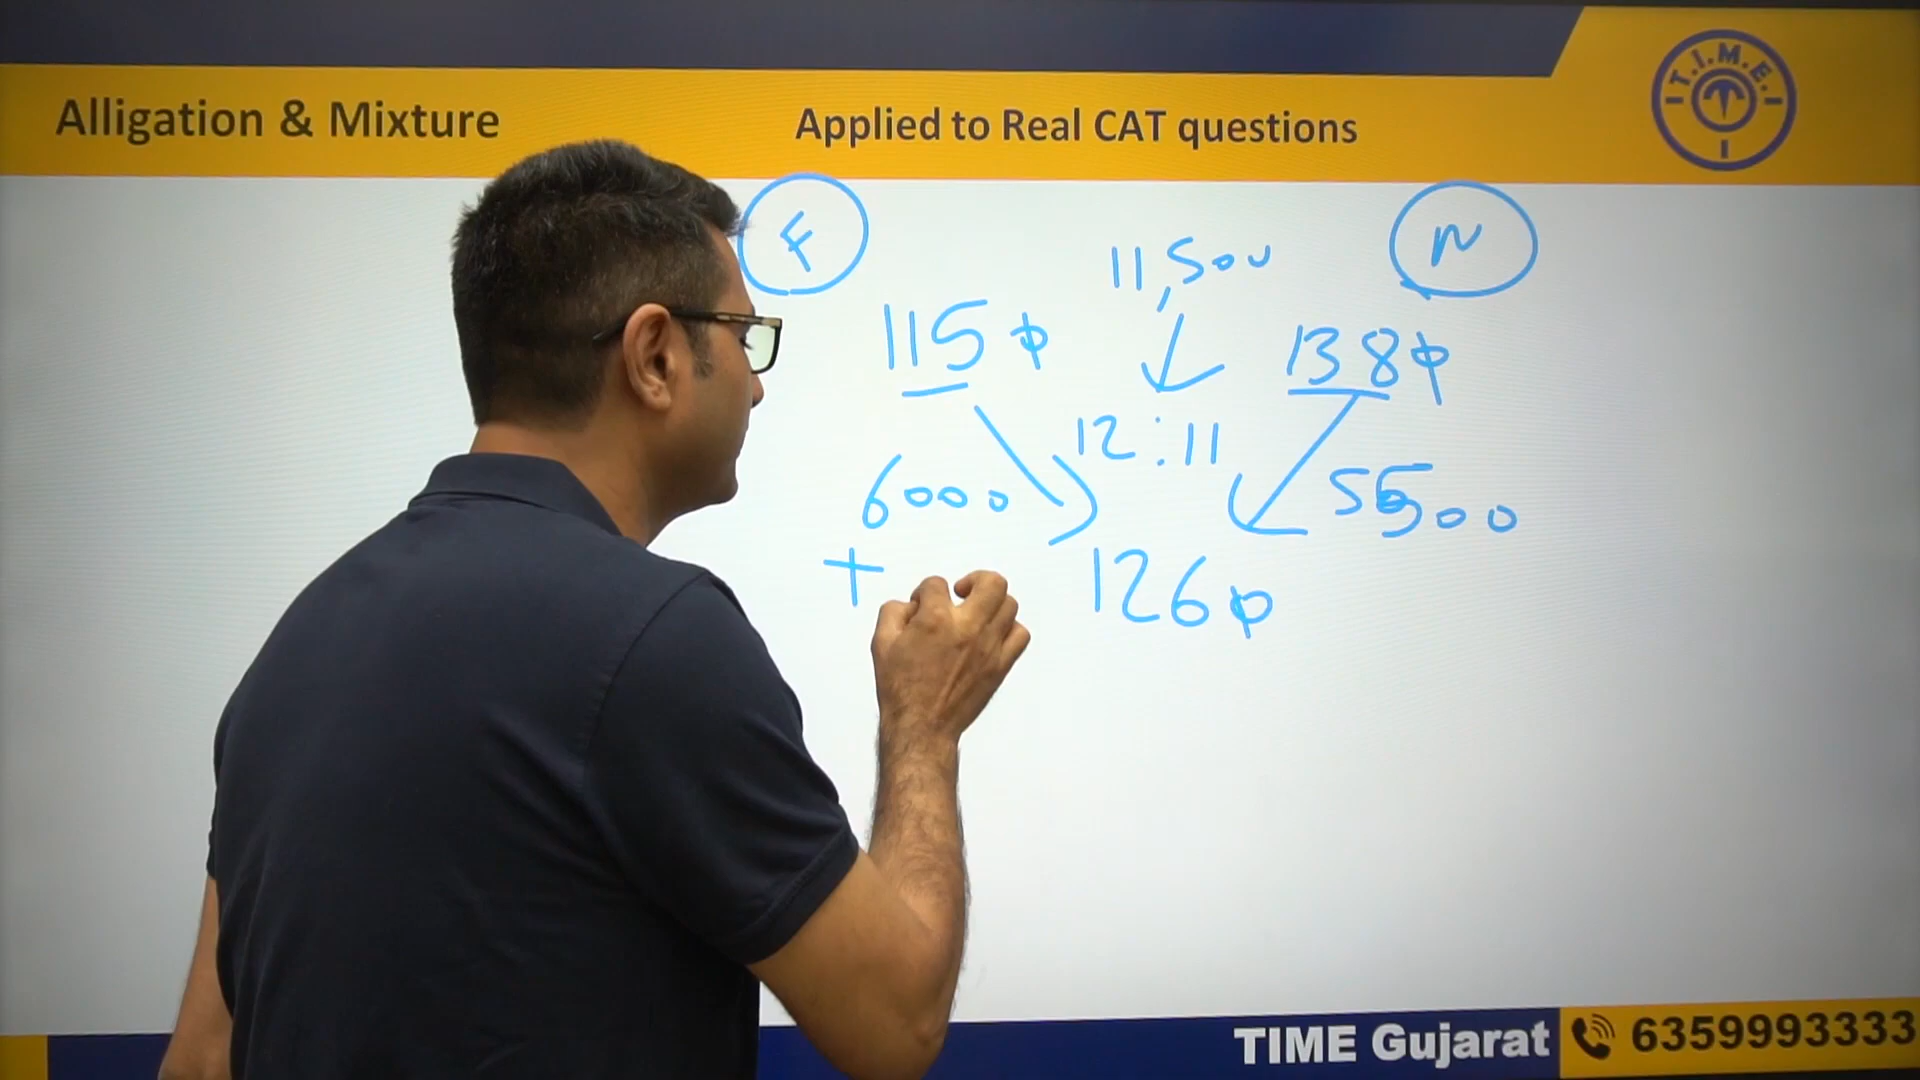 Alligation & Mixture
Applied to Real CAT questions
T.I.M.E.
F
11,500
N
115 p
138 p
12 : 11
6000
5500
+
126 p
TIME Gujarat
6359993333